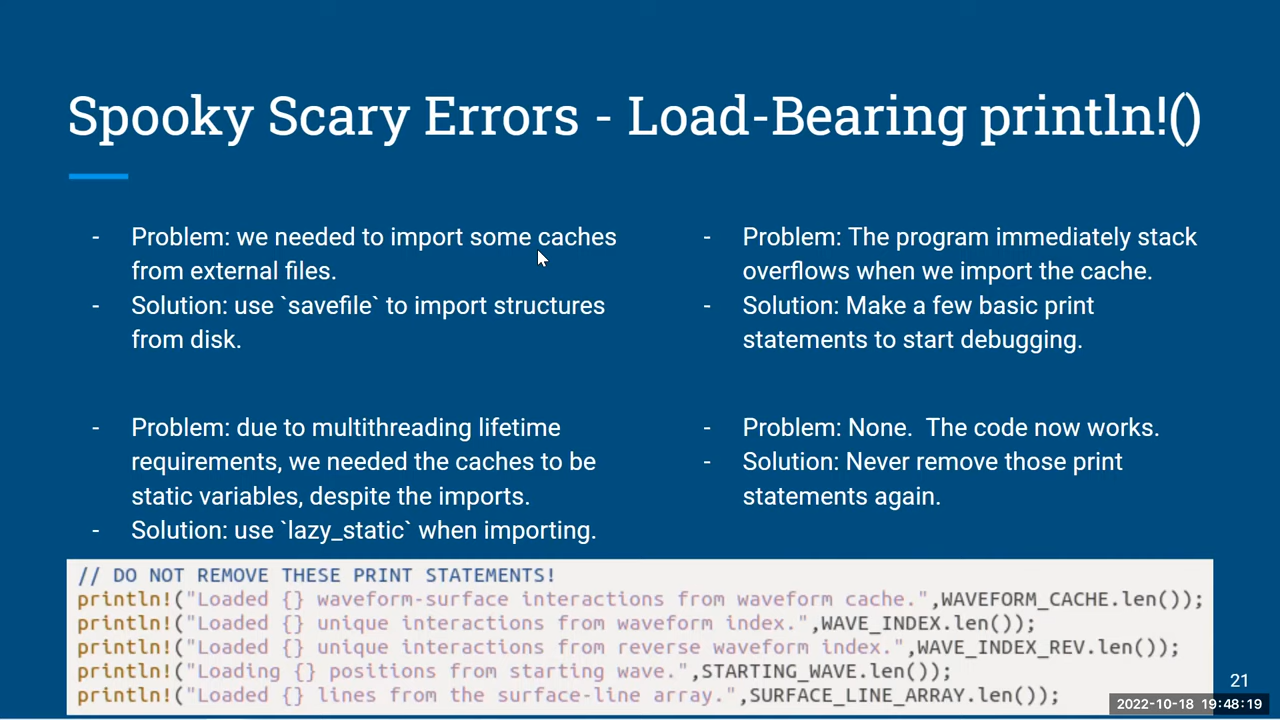 Spooky Scary Errors - Load-Bearing println!()
- Problem: we needed to import some caches
from external files.
- Solution: use `savefile` to import structures
from disk.
- Problem: due to multithreading lifetime
requirements, we needed the caches to be
static variables, despite the imports.
- Solution: use `lazy_static` when importing.
- Problem: The program immediately stack
overflows when we import the cache.
- Solution: Make a few basic print
statements to start debugging.
- Problem: None.  The code now works.
- Solution: Never remove those print
statements again.
// DO NOT REMOVE THESE PRINT STATEMENTS!
println!("Loaded {} waveform-surface interactions from waveform cache.",WAVEFORM_CACHE.len());
println!("Loaded {} unique interactions from waveform index.",WAVE_INDEX.len());
println!("Loaded {} unique interactions from reverse waveform index.",WAVE_INDEX_REV.len());
println!("Loading {} positions from starting wave.",STARTING_WAVE.len());
println!("Loaded {} lines from the surface-line array.",SURFACE_LINE_ARRAY.len());
21
2022-10-18 19:48:19